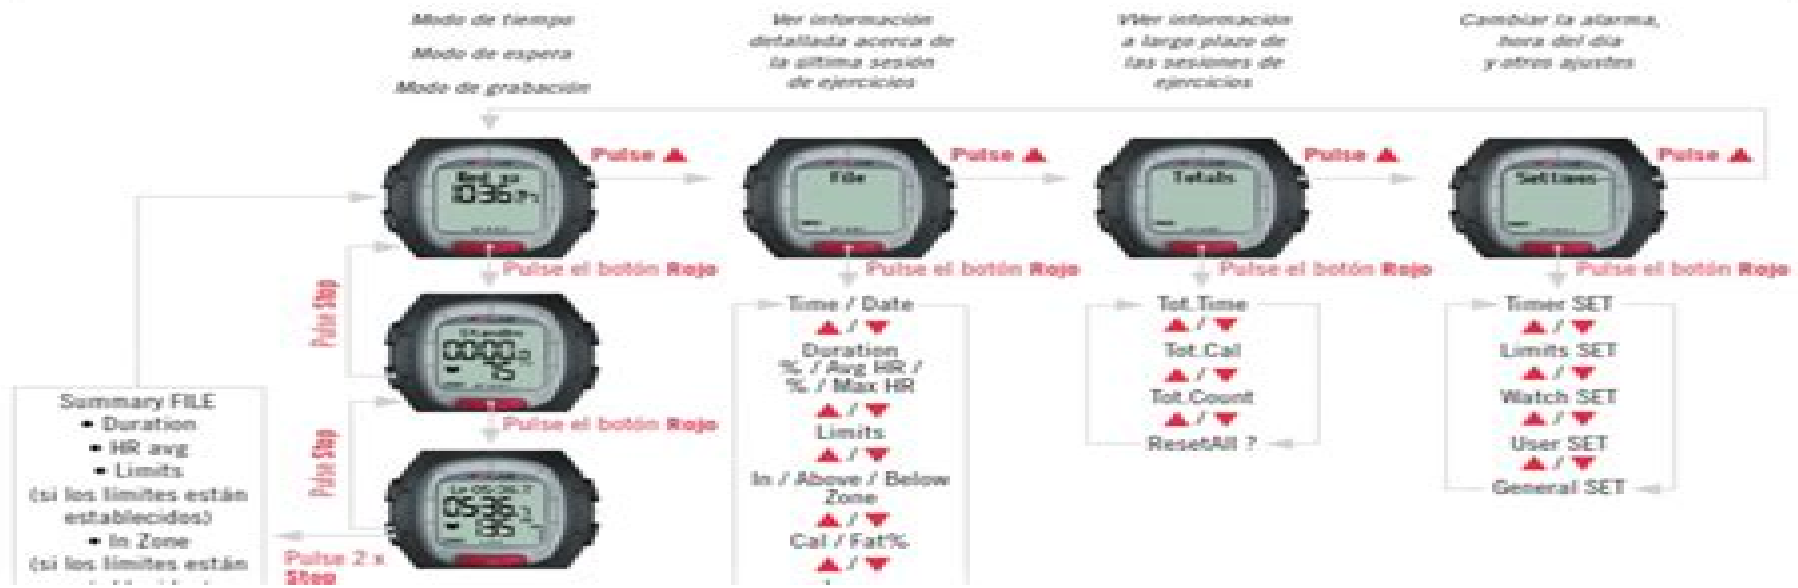 Modo de tiempo
Modo de espera
Modo de grabación
Ver información
detallada acerca de
la última sesión
de ejercicios
VVer información
a largo plazo de
las sesiones de
ejercicios
Cambiar la alarma,
hora del día
y otros ajustes
Pulse ▲
Pulse ▲
Pulse ▲
Pulse ▲
10:36
File
Totals
Settings
Pulse el botón Rojo
Pulse el botón Rojo
Pulse el botón Rojo
Pulse el botón Rojo
Pulse Stop
Standby
00:00
Pulse el botón Rojo
Pulse Stop
Pulse 2 x
Stop
Summary FILE
• Duration
• HR avg
• Limits
(si los límites están
establecidos)
• In Zone
(si los límites están
Time / Date
▲ / ▼
Duration
% / Avg HR /
% / Max HR
▲ / ▼
Limits
▲ / ▼
In / Above / Below
Zone
▲ / ▼
Cal / Fat%
▲ / ▼
Tot.Time
▲ / ▼
Tot.Cal
▲ / ▼
Tot.Count
▲ / ▼
ResetAll ?
Timer SET
▲ / ▼
Limits SET
▲ / ▼
Watch SET
▲ / ▼
User SET
▲ / ▼
General SET